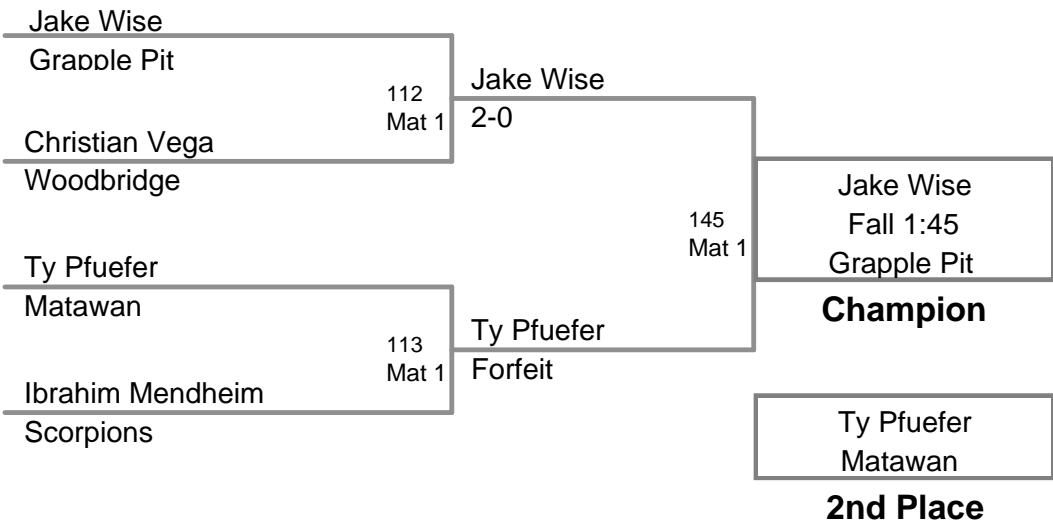 Jake Wise
Grapple Pit
112
Mat 1
Jake Wise
2-0
Christian Vega
Woodbridge
145
Mat 1
Jake Wise
Fall 1:45
Grapple Pit
Champion
Ty Pfuefer
Matawan
113
Mat 1
Ty Pfuefer
Forfeit
Ibrahim Mendheim
Scorpions
Ty Pfuefer
Matawan
2nd Place